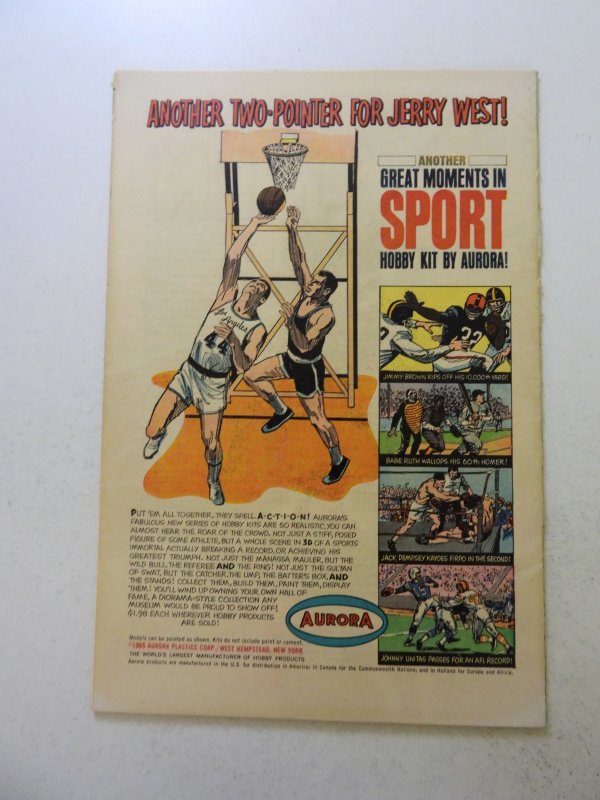 ANOTHER TWO-POINTER FOR JERRY WEST!
ANOTHER
GREAT MOMENTS IN
SPORT
HOBBY KIT BY AURORA!
Los Angeles
44
32
JIMMY BROWN RIPS OFF HIS 10,000th YARD!
BABE RUTH WALLOPS HIS 60th HOMER!
JACK DEMPSEY KAYOES FIRPO IN THE SECOND!
JOHNNY UNITAS PASSES FOR AN AFL RECORD!
PUT 'EM ALL TOGETHER, THEY SPELL A-C-T-I-O-N! AURORA'S
FABULOUS NEW SERIES OF HOBBY KITS ARE SO REALISTIC, YOU CAN
ALMOST HEAR THE ROAR OF THE CROWD. NOT JUST A STIFF, POSED
FIGURE OF SOME ATHLETE, BUT A WHOLE SCENE IN 3D OF A SPORTS
IMMORTAL ACTUALLY BREAKING A RECORD, OR ACHIEVING HIS
GREATEST TRIUMPH. NOT JUST THE MANASSA MAULER, BUT THE
WILD BULL, THE REFEREE AND THE RING! NOT JUST THE SULTAN
OF SWAT, BUT THE CATCHER, THE UMP, THE BATTER'S BOX, AND
THE STANDS! COLLECT THEM, BUILD THEM, PAINT THEM, DISPLAY
THEM! YOU'LL WIND UP OWNING YOUR OWN HALL OF
FAME, A DIORAMA-STYLE COLLECTION ANY
MUSEUM WOULD BE PROUD TO SHOW OFF!
$1.98 EACH WHEREVER HOBBY PRODUCTS
ARE SOLD!
AURORA
Models can be painted as shown. Kits do not include paint or cement.
©1965 AURORA PLASTICS CORP., WEST HEMPSTEAD, NEW YORK
THE WORLD'S LARGEST MANUFACTURER OF HOBBY PRODUCTS
Aurora products are manufactured in the U.S. for distribution in America; in Canada for the Commonwealth Nations; and in Holland for Europe and Africa.